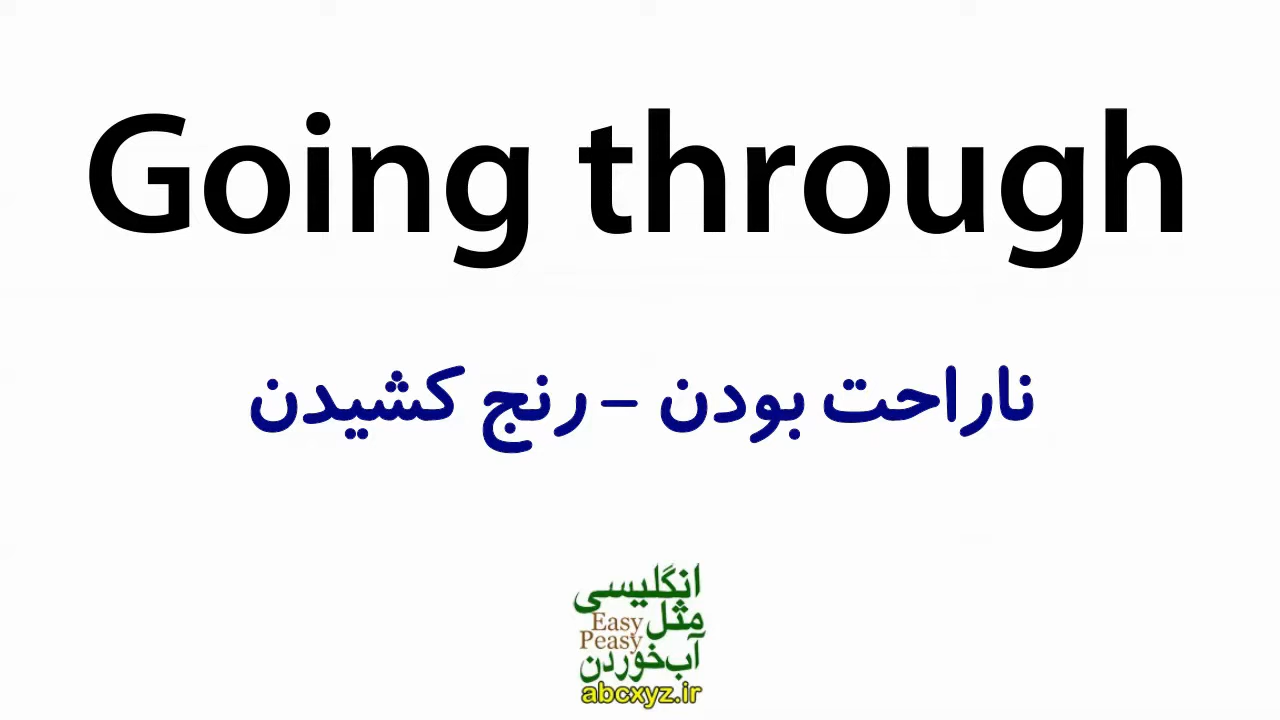 Going through
ناراحت بودن – رنج کشیدن
انگلیسی
مثل
Easy
Peasy
آب‌خوردن
abcxyz.ir